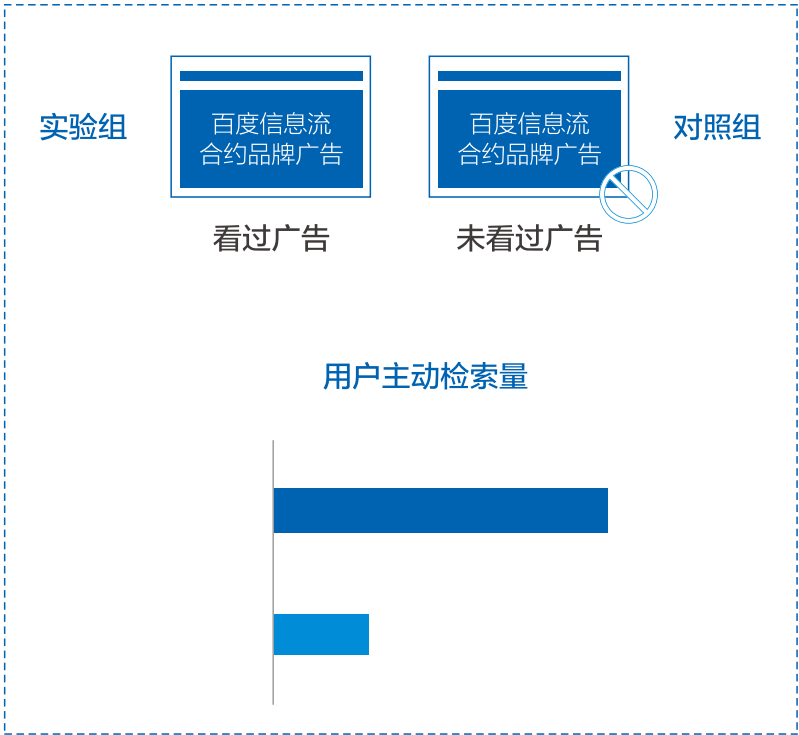 实验组
百度信息流
合约品牌广告
看过广告
百度信息流
合约品牌广告
对照组
未看过广告
用户主动检索量